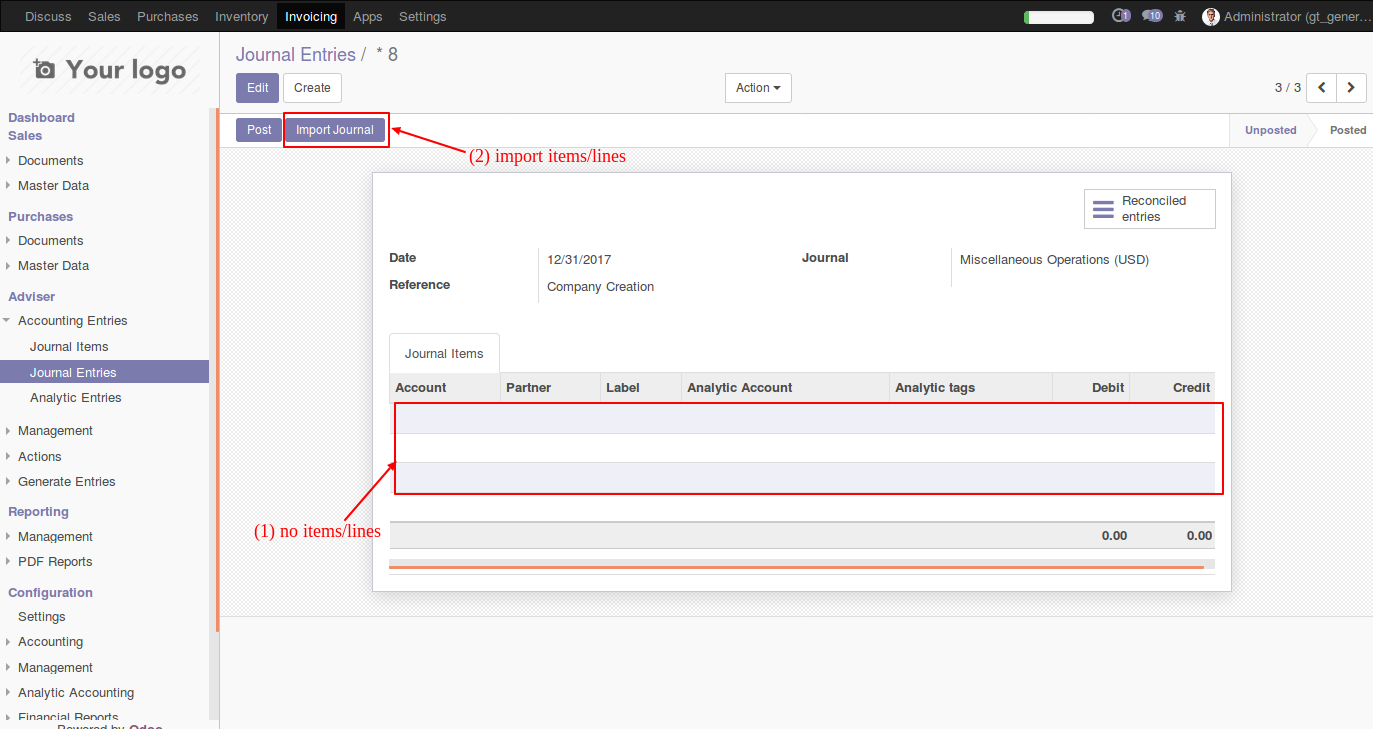 Discuss Sales Purchases Inventory Invoicing Apps Settings 1 10 Administrator (gt_gener...
Your logo
Dashboard
Sales
Documents
Master Data
Purchases
Documents
Master Data
Adviser
Accounting Entries
Journal Items
Journal Entries
Analytic Entries
Management
Actions
Generate Entries
Reporting
Management
PDF Reports
Configuration
Settings
Accounting
Management
Analytic Accounting
Financial Reports
Powered by Odoo
Journal Entries / * 8
Edit Create Action 3 / 3
Post Import Journal Unposted Posted
(2) import items/lines
Reconciled
entries
Date 12/31/2017 Journal Miscellaneous Operations (USD)
Reference Company Creation
Journal Items
Account Partner Label Analytic Account Analytic tags Debit Credit
(1) no items/lines
0.00 0.00